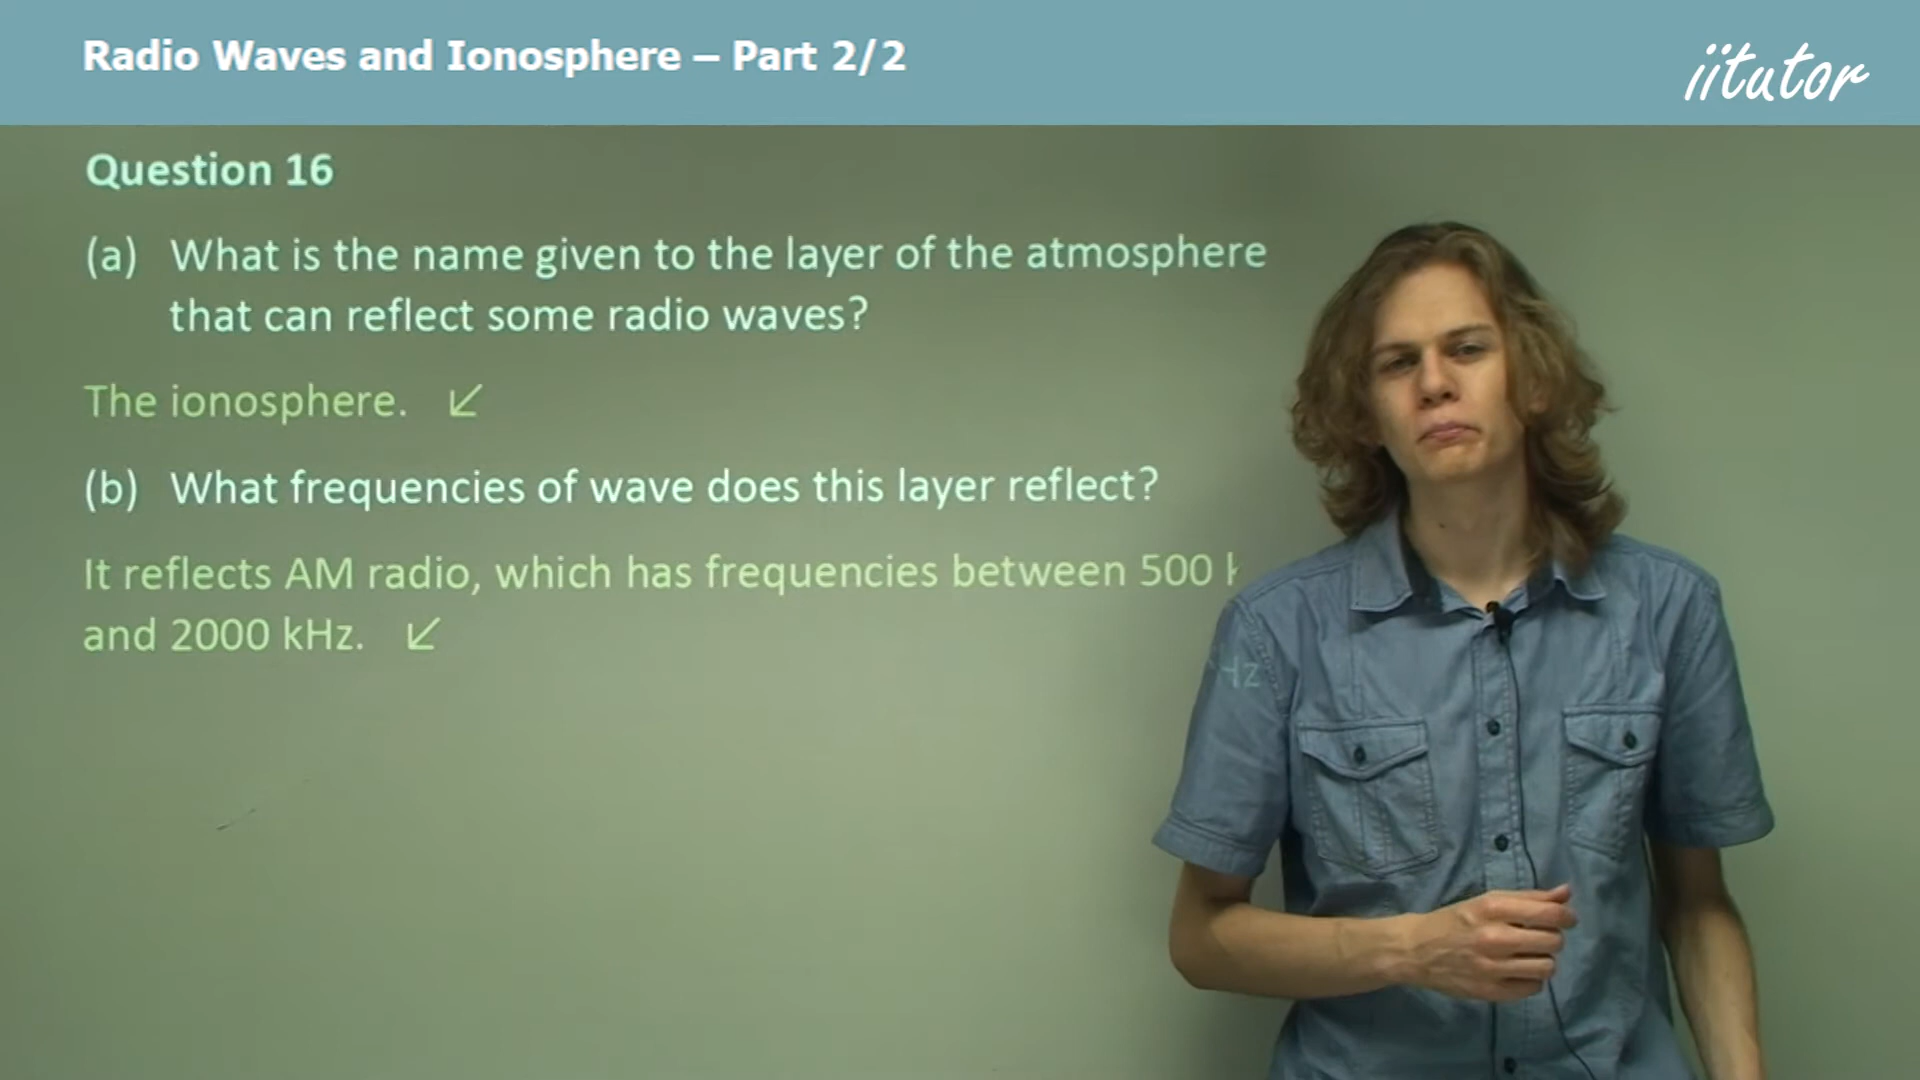 Radio Waves and Ionosphere – Part 2/2
iitutor
Question 16
(a) What is the name given to the layer of the atmosphere
that can reflect some radio waves?
The ionosphere. ↙
(b) What frequencies of wave does this layer reflect?
It reflects AM radio, which has frequencies between 500 k
and 2000 kHz. ↙
Hz